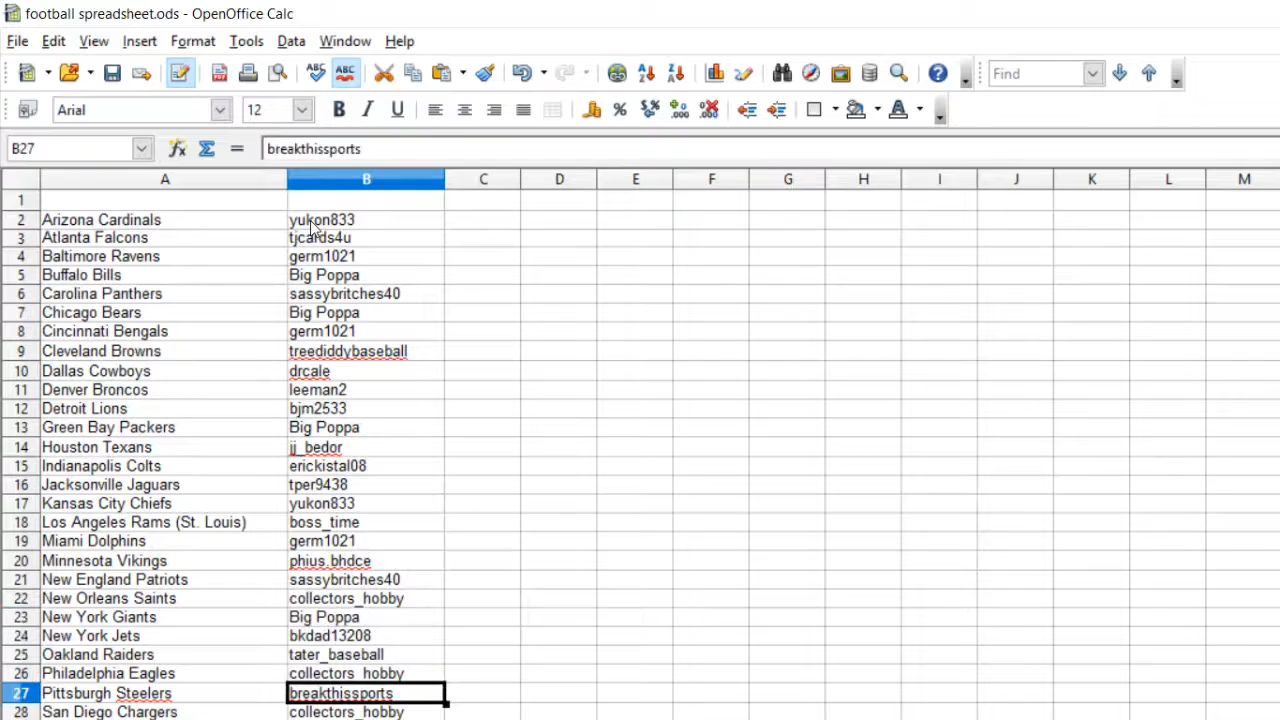 football spreadsheet.ods - OpenOffice Calc
File Edit View Insert Format Tools Data Window Help
ABC ABC Find
Arial 12 B I U
B27 breakthissports
A B C D E F G H I J K L M
1
2 Arizona Cardinals yukon833
3 Atlanta Falcons tjcards4u
4 Baltimore Ravens germ1021
5 Buffalo Bills Big Poppa
6 Carolina Panthers sassybritches40
7 Chicago Bears Big Poppa
8 Cincinnati Bengals germ1021
9 Cleveland Browns treediddybaseball
10 Dallas Cowboys drcale
11 Denver Broncos leeman2
12 Detroit Lions bjm2533
13 Green Bay Packers Big Poppa
14 Houston Texans jj_bedor
15 Indianapolis Colts erickistal08
16 Jacksonville Jaguars tper9438
17 Kansas City Chiefs yukon833
18 Los Angeles Rams (St. Louis) boss_time
19 Miami Dolphins germ1021
20 Minnesota Vikings phius.bhdce
21 New England Patriots sassybritches40
22 New Orleans Saints collectors_hobby
23 New York Giants Big Poppa
24 New York Jets bkdad13208
25 Oakland Raiders tater_baseball
26 Philadelphia Eagles collectors_hobby
27 Pittsburgh Steelers breakthissports
28 San Diego Chargers collectors_hobby